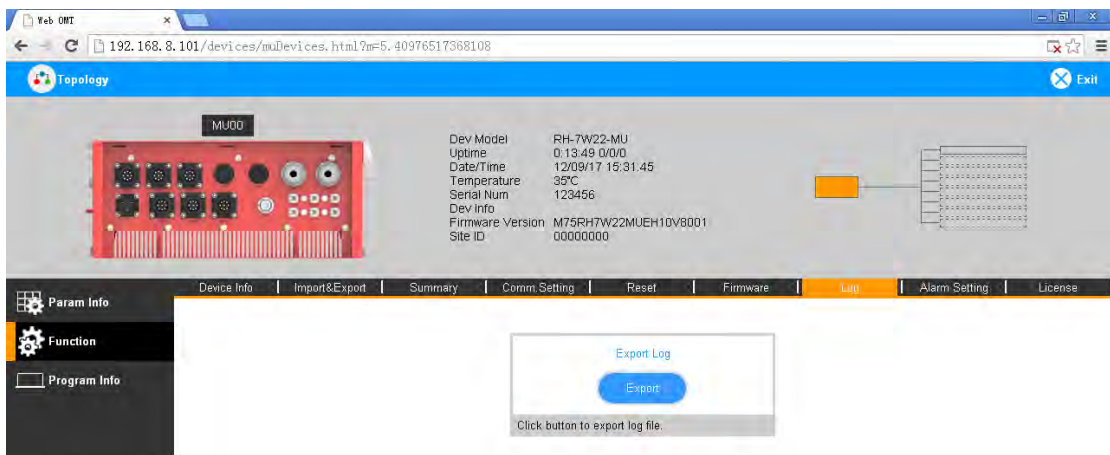 Web OMT
192.168.8.101/devices/muDevices.html?m=5.40976517368108
Topology
Exit
MU00
Dev Model RH-7W22-MU
Uptime 0:13:49 0/0/0
Date/Time 12/09/17 15:31:45
Temperature 35℃
Serial Num 123456
Dev Info
Firmware Version M75RH7W22MUEH10V8001
Site ID 00000000
Device Info Import&Export Summary Comm.Setting Reset Firmware Log Alarm Setting License
Param Info
Function
Program Info
Export Log
Export
Click button to export log file.